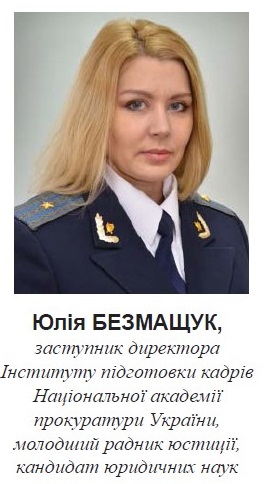 Юлія БЕЗМАЩУК,
заступник директора
Інституту підготовки кадрів
Національної академії
прокуратури України,
молодший радник юстиції,
кандидат юридичних наук